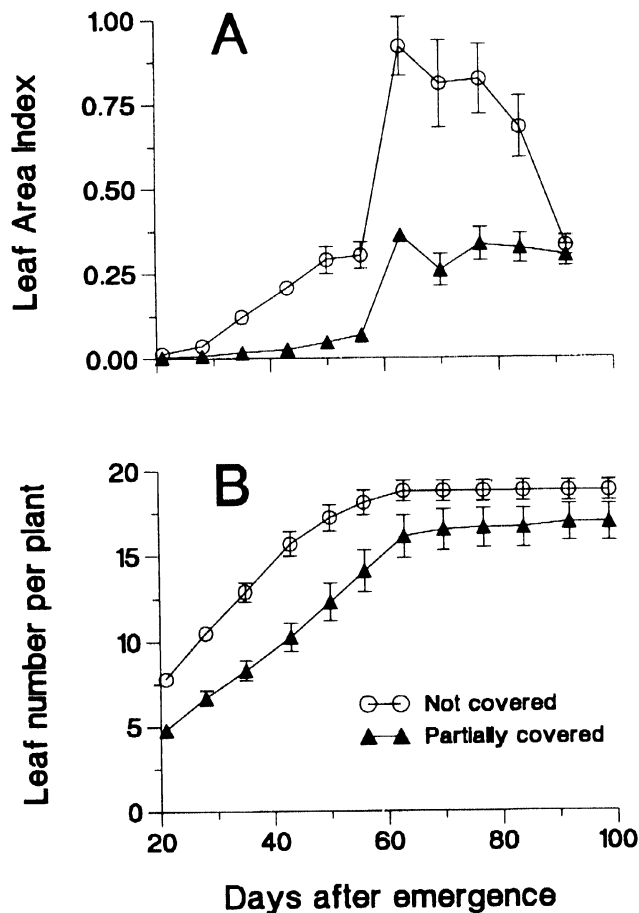 A
1.00
0.75
0.50
0.25
0.00
Leaf Area Index
B
20
15
10
5
0
Leaf number per plant
Not covered
Partially covered
20 40 60 80 100
Days after emergence